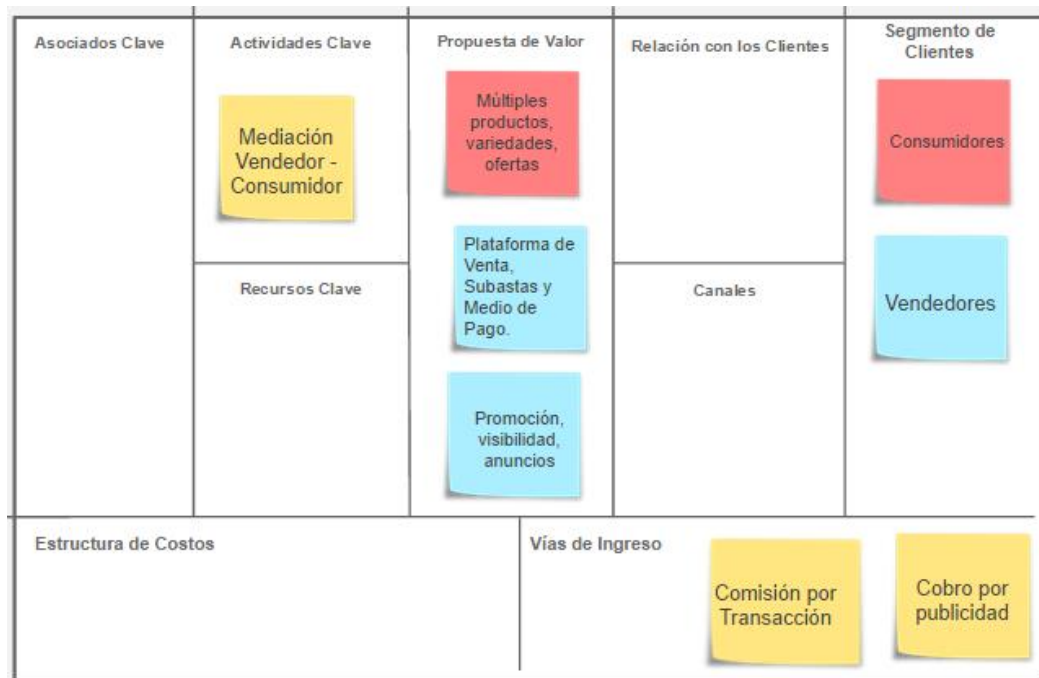 Asociados Clave
Actividades Clave
Mediación
Vendedor -
Consumidor
Recursos Clave
Propuesta de Valor
Múltiples
productos,
variedades,
ofertas
Plataforma de
Venta,
Subastas y
Medio de
Pago.
Promoción,
visibilidad,
anuncios
Relación con los Clientes
Canales
Segmento de
Clientes
Consumidores
Vendedores
Estructura de Costos
Vías de Ingreso
Comisión por
Transacción
Cobro por
publicidad